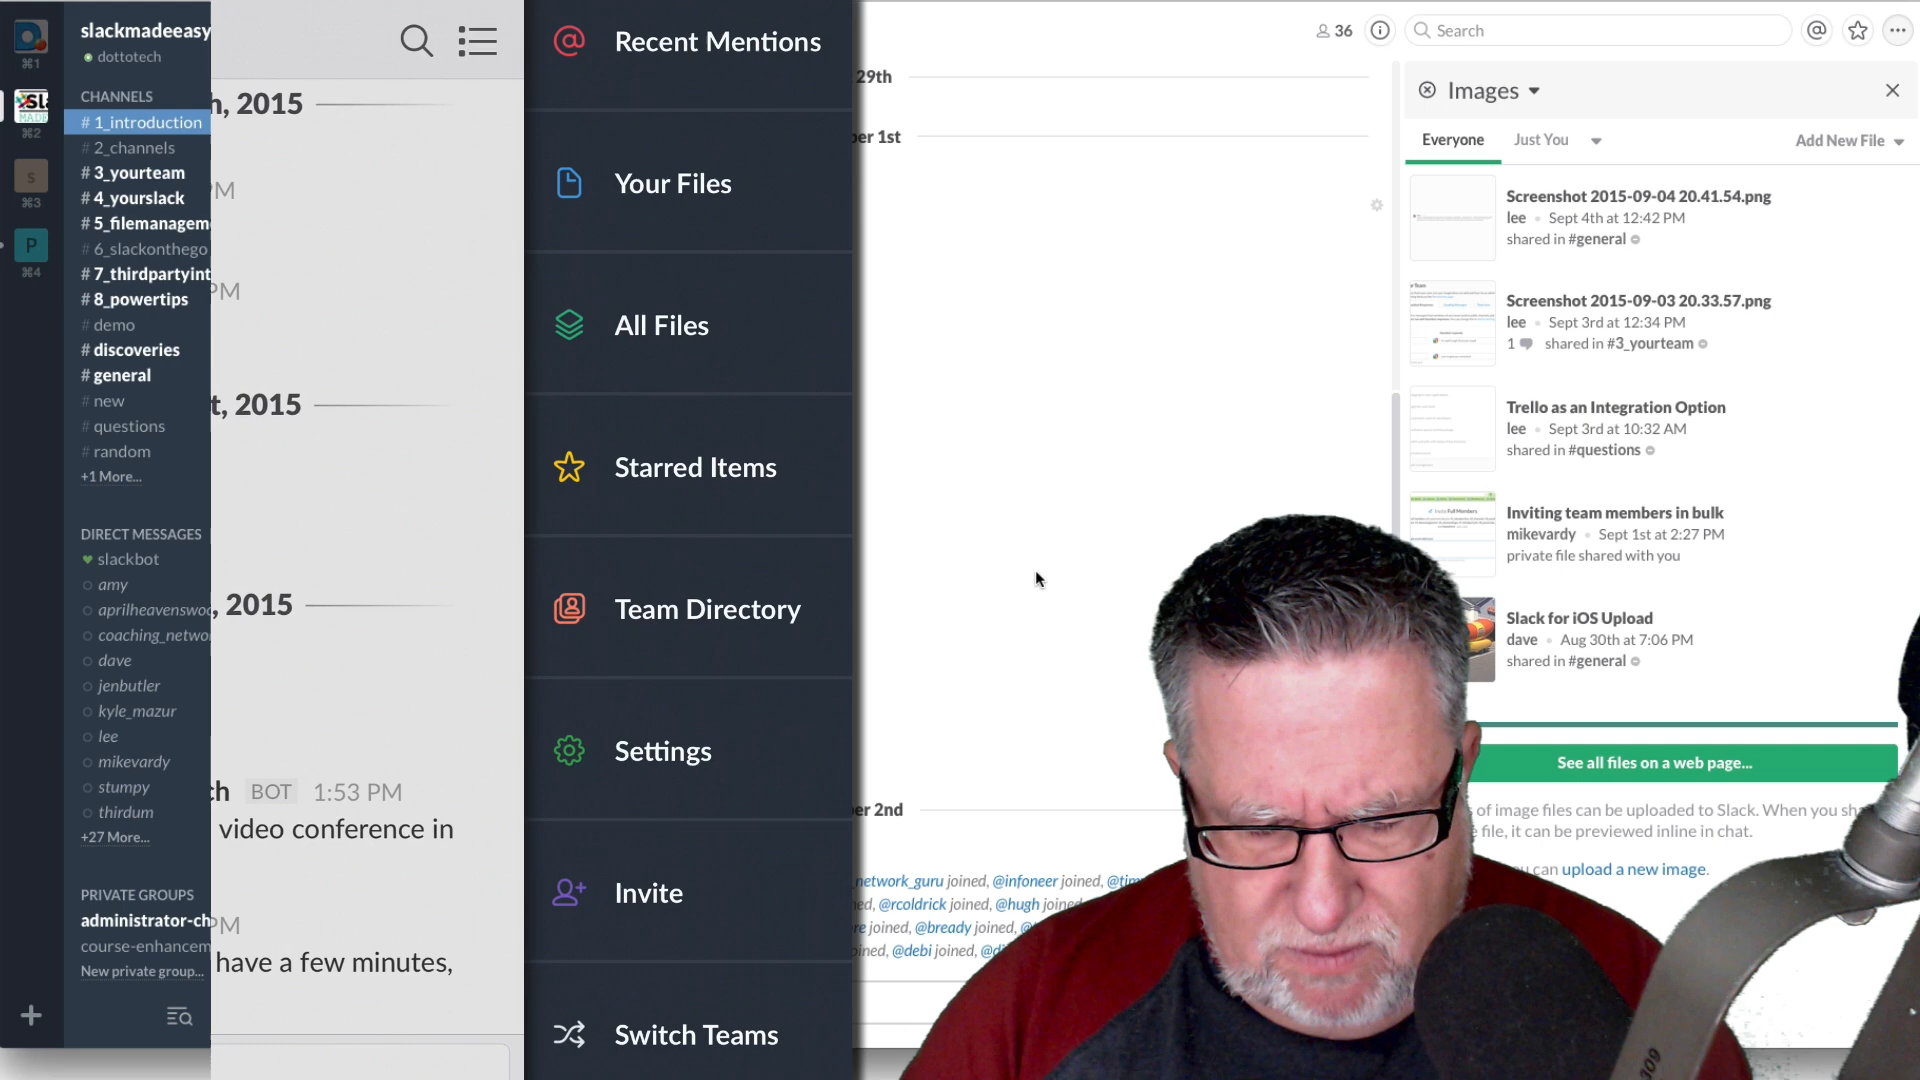 slackmadeeasy
dottotech
CHANNELS
# 1_introduction
# 2_channels
# 3_yourteam
# 4_yourslack
# 5_filemanagem
# 6_slackonthego
# 7_thirdpartyint
# 8_powertips
# demo
# discoveries
# general
# new
# questions
# random
+1 More...
DIRECT MESSAGES
slackbot
amy
aprilheavenswoo
coaching_networ
dave
jenbutler
kyle_mazur
lee
mikevardy
stumpy
thirdum
+27 More...
PRIVATE GROUPS
administrator-ch
course-enhancem
New private group...
⌘1
⌘2
S
⌘3
P
⌘4
h, 2015
PM
PM
t, 2015
, 2015
ch BOT 1:53 PM
video conference in
PM
have a few minutes,
Recent Mentions
Your Files
All Files
Starred Items
Team Directory
Settings
Invite
Switch Teams
29th
er 1st
er 2nd
_network_guru joined, @infoneer joined, @tim
ed, @rcoldrick joined, @hugh joined
re joined, @bready joined, @
oined, @debi joined, @di
36
Search
Images
Everyone Just You Add New File
Screenshot 2015-09-04 20.41.54.png
lee • Sept 4th at 12:42 PM
shared in #general
Screenshot 2015-09-03 20.33.57.png
lee • Sept 3rd at 12:34 PM
1 shared in #3_yourteam
Trello as an Integration Option
lee • Sept 3rd at 10:32 AM
shared in #questions
Inviting team members in bulk
mikevardy • Sept 1st at 2:27 PM
private file shared with you
Slack for iOS Upload
dave • Aug 30th at 7:06 PM
shared in #general
See all files on a web page...
s of image files can be uploaded to Slack. When you sh
file, it can be previewed inline in chat.
can upload a new image.
309